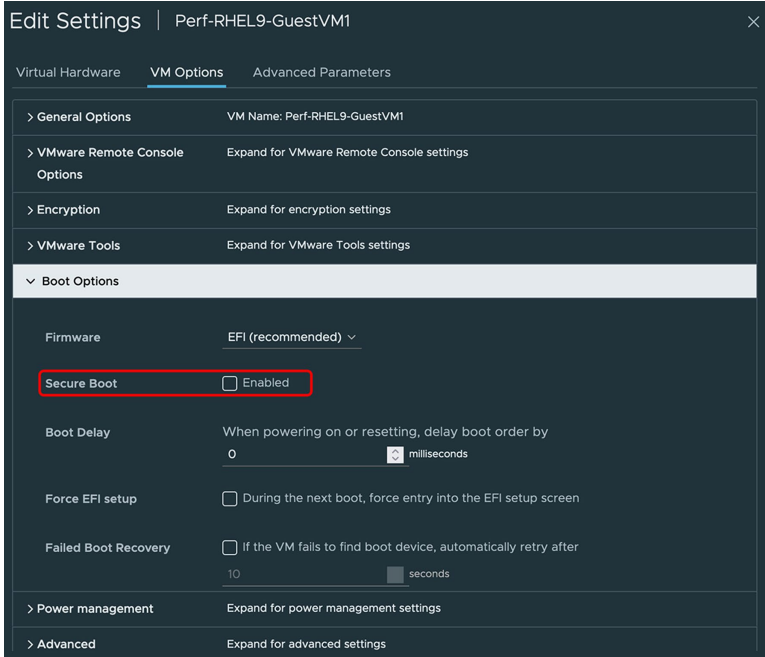 Edit Settings | Perf-RHEL9-GuestVM1
Virtual Hardware VM Options Advanced Parameters
General Options VM Name: Perf-RHEL9-GuestVM1
VMware Remote Console Expand for VMware Remote Console settings
Options
Encryption Expand for encryption settings
VMware Tools Expand for VMware Tools settings
Boot Options
Firmware EFI (recommended)
Secure Boot Enabled
Boot Delay When powering on or resetting, delay boot order by
0 milliseconds
Force EFI setup During the next boot, force entry into the EFI setup screen
Failed Boot Recovery If the VM fails to find boot device, automatically retry after
10 seconds
Power management Expand for power management settings
Advanced Expand for advanced settings